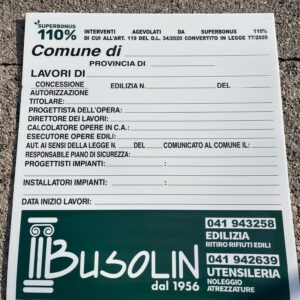 SUPERBONUS
110%
INTERVENTI AGEVOLATI DA SUPERBONUS 110%
DI CUI ALL'ART. 119 DEL D.L. 34/2020 CONVERTITO IN LEGGE 77/2020
Comune di
PROVINCIA DI
LAVORI DI
CONCESSIONE
EDILIZIA N. DEL
AUTORIZZAZIONE
TITOLARE:
PROGETTISTA DELL'OPERA:
DIRETTORE DEI LAVORI:
CALCOLATORE OPERE IN C.A.:
ESECUTORE OPERE EDILI:
AUT. AI SENSI DELLA LEGGE N. DEL COMUNICATO AL COMUNE IL:
RESPONSABILE PIANO DI SICUREZZA:
PROGETTISTI IMPIANTI :
INSTALLATORI IMPIANTI :
DATA INIZIO LAVORI:
BUSOLIN
dal 1956
041 943258
EDILIZIA
RITIRO RIFIUTI EDILI
041 942639
UTENSILERIA
NOLEGGIO
ATREZZATURE